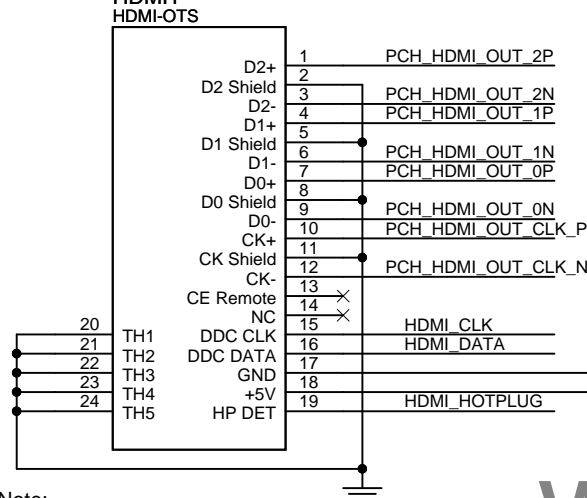 HDMI1
HDMI-OTS
D2+ 1 PCH_HDMI_OUT_2P
D2 Shield 2
D2- 3 PCH_HDMI_OUT_2N
D1+ 4 PCH_HDMI_OUT_1P
D1 Shield 5
D1- 6 PCH_HDMI_OUT_1N
D0+ 7 PCH_HDMI_OUT_0P
D0 Shield 8
D0- 9 PCH_HDMI_OUT_0N
CK+ 10 PCH_HDMI_OUT_CLK_P
CK Shield 11
CK- 12 PCH_HDMI_OUT_CLK_N
CE Remote 13
NC 14
20 TH1 DDC CLK 15 HDMI_CLK
21 TH2 DDC DATA 16 HDMI_DATA
22 TH3 GND 17
23 TH4 +5V 18
24 TH5 HP DET 19 HDMI_HOTPLUG
Note: